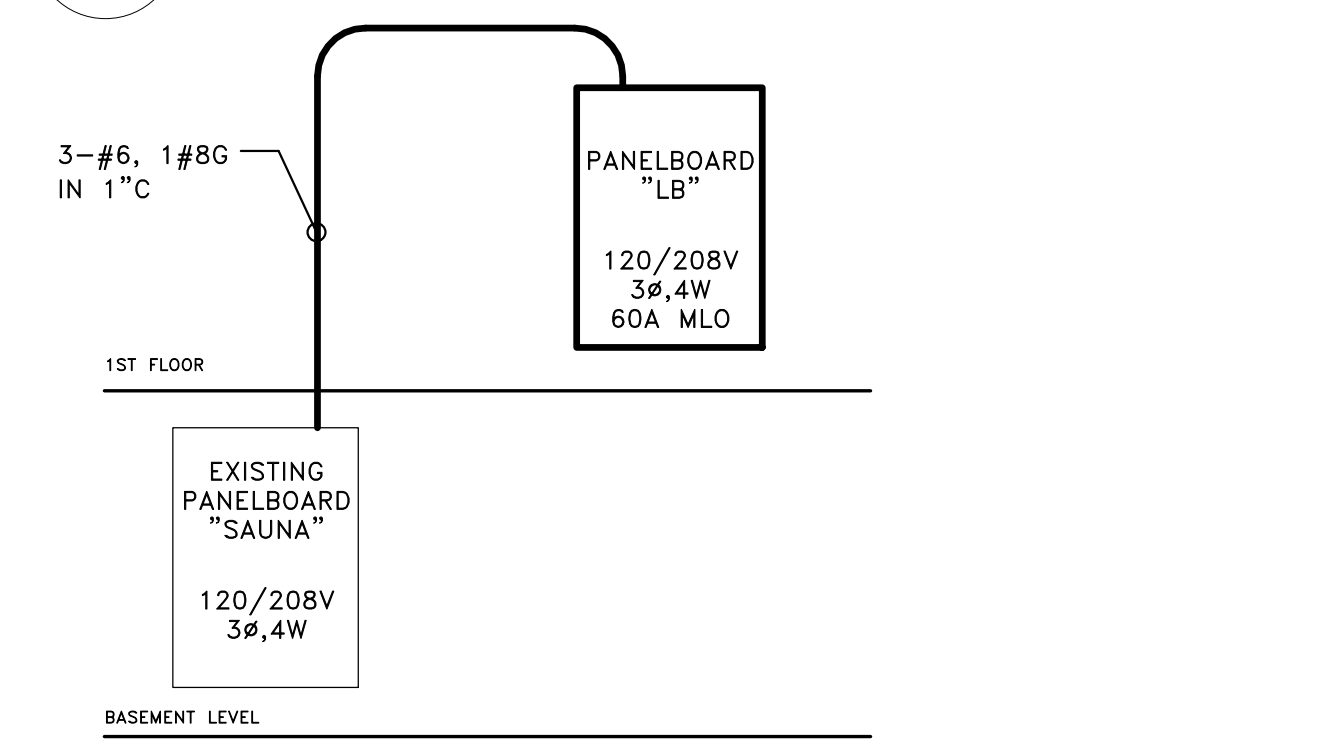 3-#6, 1#8G
IN 1"C
PANELBOARD
"LB"
120/208V
3ø,4W
60A MLO
1ST FLOOR
EXISTING
PANELBOARD
"SAUNA"
120/208V
3ø,4W
BASEMENT LEVEL